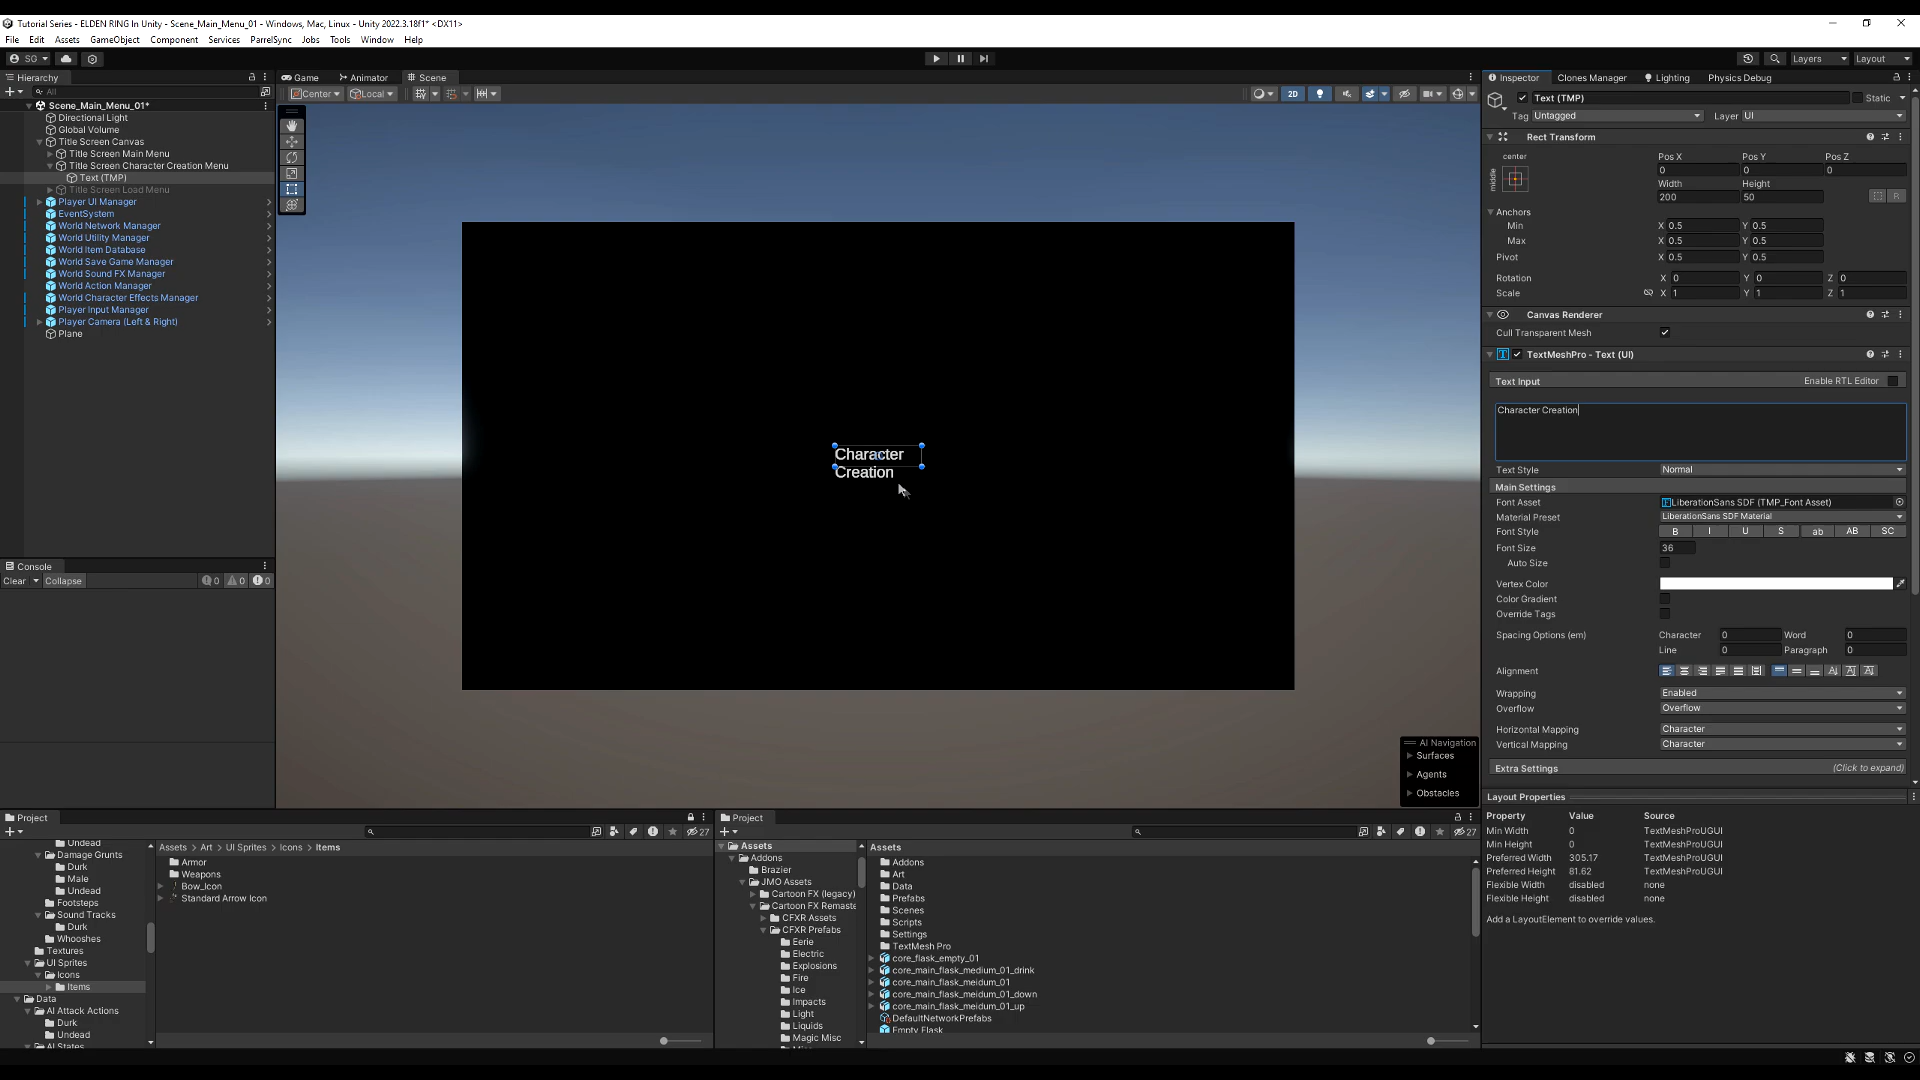 Tutorial Series - ELDEN RING In Unity - Scene_Main_Menu_01 - Windows, Mac, Linux - Unity 2022.3.18f1* <DX11>
File Edit Assets GameObject Component Services ParrelSync Jobs Tools Window Help
SG Layers Layout
Hierarchy
All
Scene_Main_Menu_01*
Directional Light
Global Volume
Title Screen Canvas
Title Screen Main Menu
Title Screen Character Creation Menu
Text (TMP)
Title Screen Load Menu
Player UI Manager
EventSystem
World Network Manager
World Utility Manager
World Item Database
World Save Game Manager
World Sound FX Manager
World Action Manager
World Character Effects Manager
Player Input Manager
Player Camera (Left & Right)
Plane
Console
Clear Collapse 0 0 0
Game Animator Scene
Center Local 2D
Character
Creation
AI Navigation
Surfaces
Agents
Obstacles
Inspector Clones Manager Lighting Physics Debug
Text (TMP) Static
Tag Untagged Layer UI
Rect Transform
center
middle
Pos X Pos Y Pos Z
0 0 0
Width Height
200 50
R
Anchors
Min X 0.5 Y 0.5
Max X 0.5 Y 0.5
Pivot X 0.5 Y 0.5
Rotation X 0 Y 0 Z 0
Scale X 1 Y 1 Z 1
Canvas Renderer
Cull Transparent Mesh
TextMeshPro - Text (UI)
Text Input Enable RTL Editor
Character Creation
Text Style Normal
Main Settings
Font Asset LiberationSans SDF (TMP_Font Asset)
Material Preset LiberationSans SDF Material
Font Style B I U S ab AB SC
Font Size 36
Auto Size
Vertex Color
Color Gradient
Override Tags
Spacing Options (em) Character 0 Word 0
Line 0 Paragraph 0
Alignment
Wrapping Enabled
Overflow Overflow
Horizontal Mapping Character
Vertical Mapping Character
Extra Settings (Click to expand)
Layout Properties
Property Value Source
Min Width 0 TextMeshProUGUI
Min Height 0 TextMeshProUGUI
Preferred Width 305.17 TextMeshProUGUI
Preferred Height 81.62 TextMeshProUGUI
Flexible Width disabled none
Flexible Height disabled none
Add a LayoutElement to override values.
Project
27
Undead
Damage Grunts
Durk
Male
Undead
Footsteps
Sound Tracks
Durk
Whooshes
Textures
UI Sprites
Icons
Items
Data
AI Attack Actions
Durk
Undead
AI States
Assets > Art > UI Sprites > Icons > Items
Armor
Weapons
Bow_Icon
Standard Arrow Icon
Project
27
Assets
Addons
Brazier
JMO Assets
Cartoon FX (legacy)
Cartoon FX Remaste
CFXR Assets
CFXR Prefabs
Eerie
Electric
Explosions
Fire
Ice
Impacts
Light
Liquids
Magic Misc
Assets
Addons
Art
Data
Prefabs
Scenes
Scripts
Settings
TextMesh Pro
core_flask_empty_01
core_main_flask_medium_01_drink
core_main_flask_meidum_01
core_main_flask_meidum_01_down
core_main_flask_meidum_01_up
DefaultNetworkPrefabs
Empty Flask